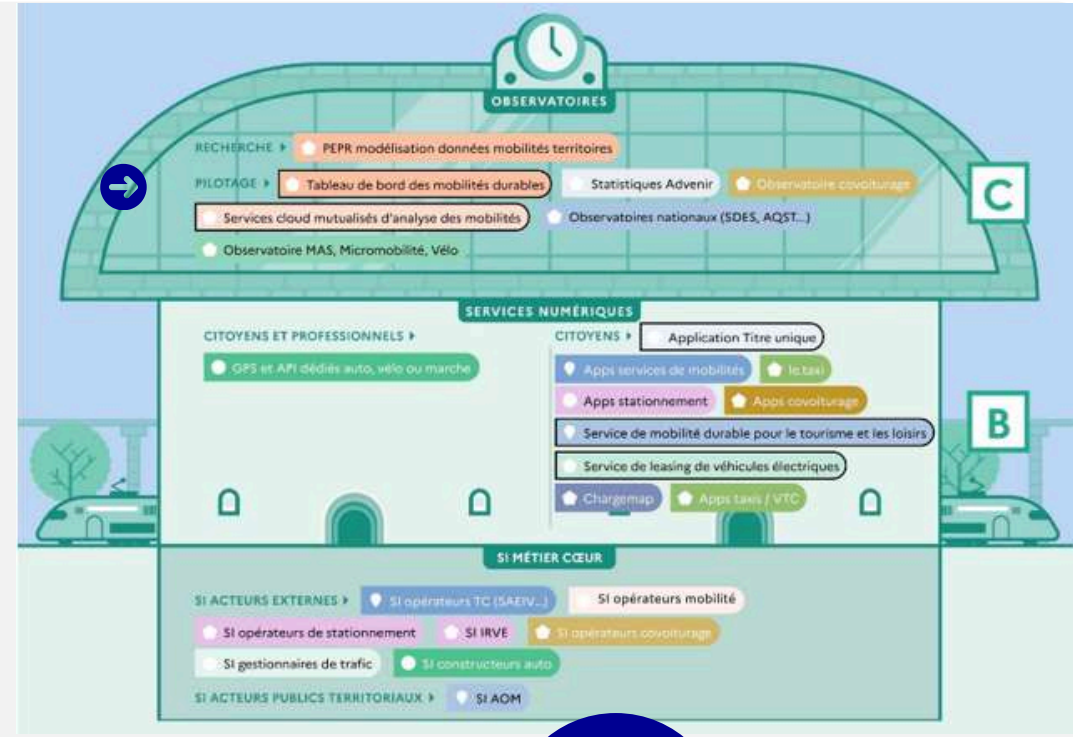 OBSERVATOIRES
RECHERCHE ▸ PEPR modélisation données mobilités territoires
PILOTAGE ▸ Tableau de bord des mobilités durables Statistiques Advenir Observatoire covoiturage
Services cloud mutualisés d'analyse des mobilités Observatoires nationaux (SDES, AQST...)
Observatoire MAS, Micromobilité, Vélo
C
SERVICES NUMÉRIQUES
CITOYENS ET PROFESSIONNELS ▸
GPS et API dédiés auto, vélo ou marche
CITOYENS ▸ Application Titre unique
Apps services de mobilités le.taxi
Apps stationnement Apps covoiturage
Service de mobilité durable pour le tourisme et les loisirs
Service de leasing de véhicules électriques
Chargemap Apps taxis / VTC
B
SI MÉTIER CŒUR
SI ACTEURS EXTERNES ▸ SI opérateurs TC (SAEIV...) SI opérateurs mobilité
SI opérateurs de stationnement SI IRVE SI opérateurs covoiturage
SI gestionnaires de trafic SI constructeurs auto
SI ACTEURS PUBLICS TERRITORIAUX ▸ SI AOM